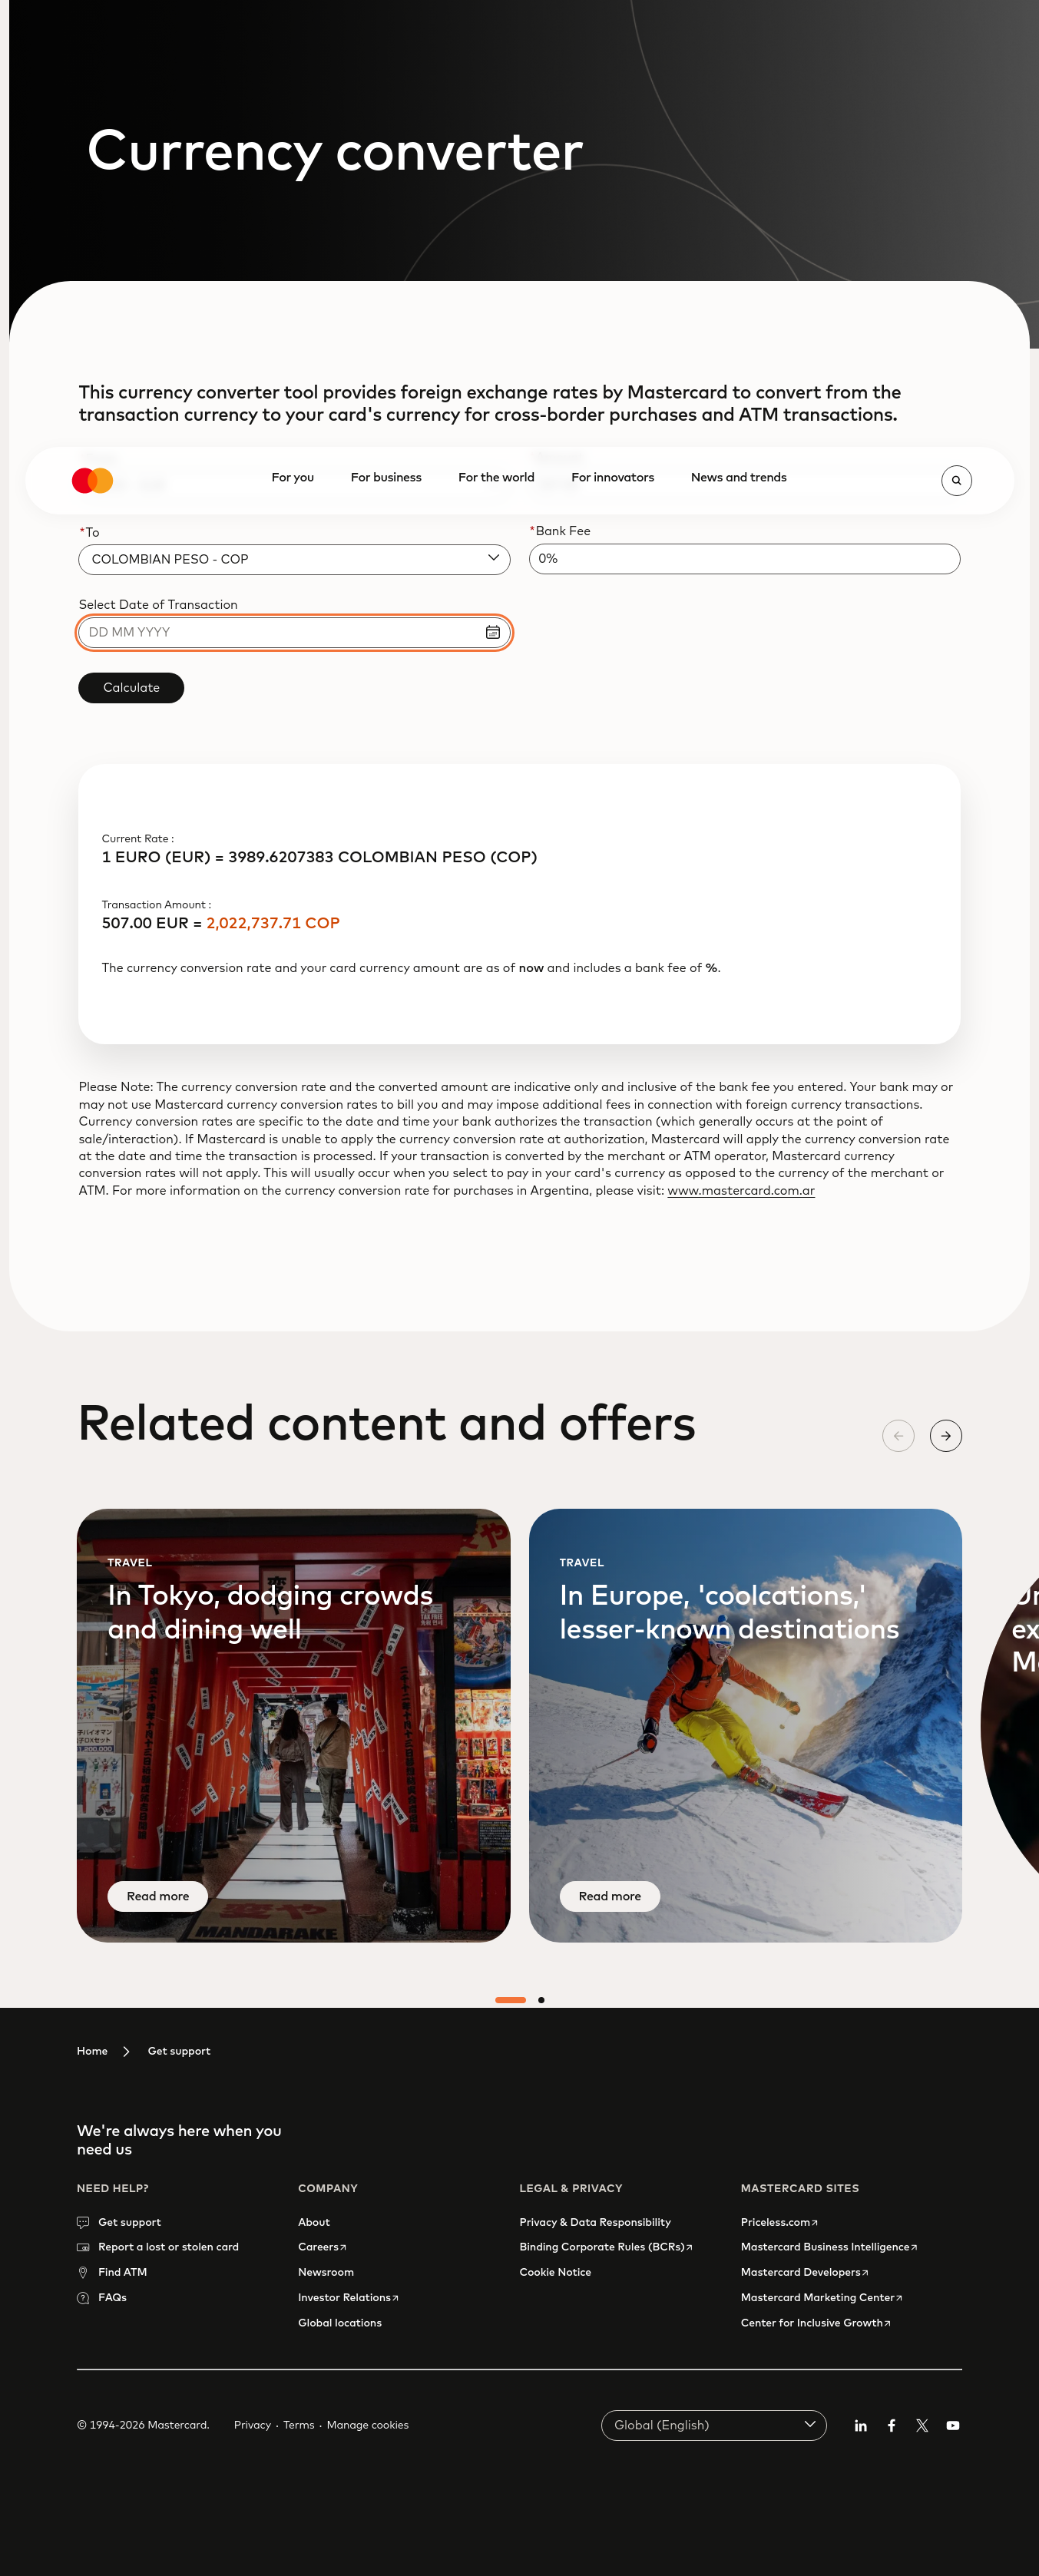 Currency converter
This currency converter tool provides foreign exchange rates by Mastercard to convert from the
transaction currency to your card's currency for cross-border purchases and ATM transactions.
For you
For business
For the world
For innovators
News and trends
*To
*Bank Fee
COLOMBIAN PESO - COP
0%
Select Date of Transaction
DD MM YYYY
Calculate
Current Rate :
1 EURO (EUR) = 3989.6207383 COLOMBIAN PESO (COP)
Transaction Amount :
507.00 EUR = 2,022,737.71 COP
The currency conversion rate and your card currency amount are as of now and includes a bank fee of %.
Please Note: The currency conversion rate and the converted amount are indicative only and inclusive of the bank fee you entered. Your bank may or
may not use Mastercard currency conversion rates to bill you and may impose additional fees in connection with foreign currency transactions.
Currency conversion rates are specific to the date and time your bank authorizes the transaction (which generally occurs at the point of
sale/interaction). If Mastercard is unable to apply the currency conversion rate at authorization, Mastercard will apply the currency conversion rate
at the date and time the transaction is processed. If your transaction is converted by the merchant or ATM operator, Mastercard currency
conversion rates will not apply. This will usually occur when you select to pay in your card's currency as opposed to the currency of the merchant or
ATM. For more information on the currency conversion rate for purchases in Argentina, please visit: www.mastercard.com.ar
Related content and offers
TRAVEL
In Tokyo, dodging crowds
and dining well
MANDARAKE
Read more
TRAVEL
In Europe, 'coolcations,'
lesser-known destinations
Read more
Home
Get support
We're always here when you
need us
NEED HELP?
Get support
Report a lost or stolen card
Find ATM
FAQs
COMPANY
About
Careers
Newsroom
Investor Relations
Global locations
LEGAL & PRIVACY
Privacy & Data Responsibility
Binding Corporate Rules (BCRs)
Cookie Notice
MASTERCARD SITES
Priceless.com
Mastercard Business Intelligence
Mastercard Developers
Mastercard Marketing Center
Center for Inclusive Growth
© 1994-2026 Mastercard.
Privacy · Terms · Manage cookies
Global (English)